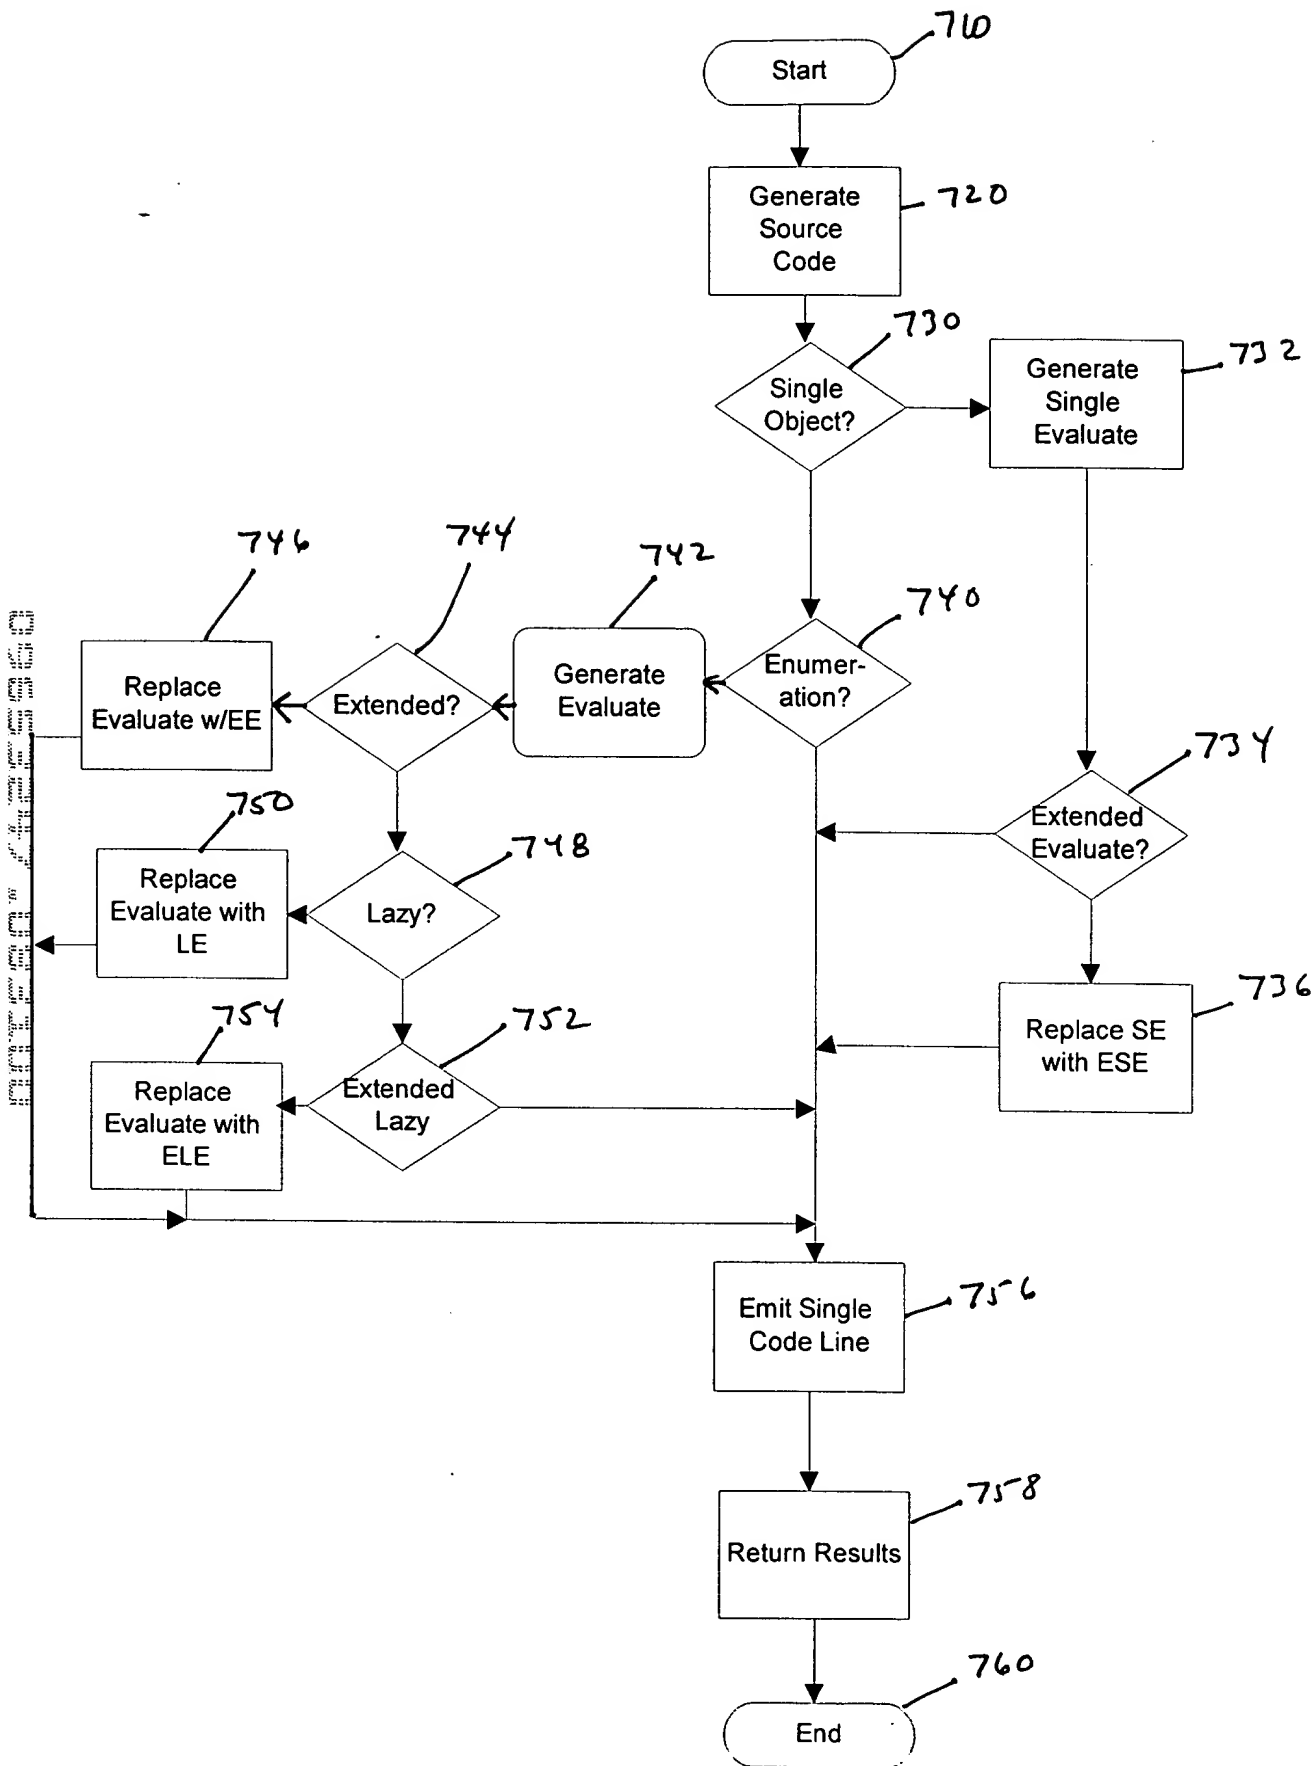 710
Start
720
Generate
Source
Code
730
Single
Object?
732
Generate
Single
Evaluate
746
744
742
740
Replace
Evaluate w/EE
Extended?
Generate
Evaluate
Enumer-
ation?
734
Extended
Evaluate?
750
Replace
Evaluate with
LE
748
Lazy?
736
Replace SE
with ESE
754
Replace
Evaluate with
ELE
752
Extended
Lazy
756
Emit Single
Code Line
758
Return Results
760
End